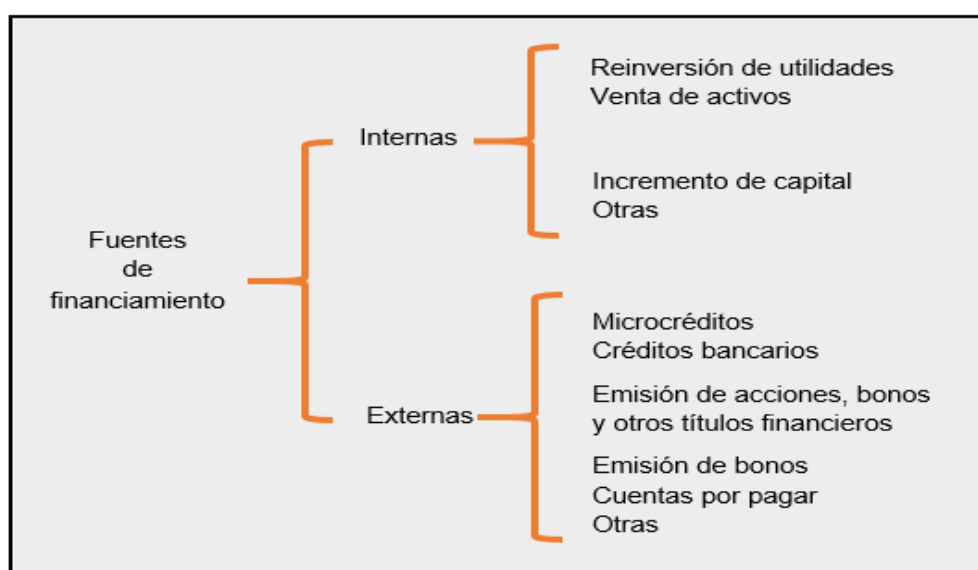 Fuentes
de
financiamiento
Internas
Reinversión de utilidades
Venta de activos
Incremento de capital
Otras
Externas
Microcréditos
Créditos bancarios
Emisión de acciones, bonos
y otros títulos financieros
Emisión de bonos
Cuentas por pagar
Otras